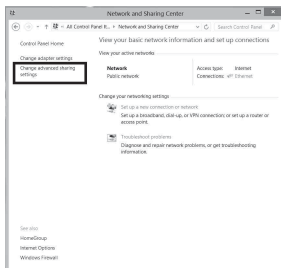 Network and Sharing Center
« All Control Panel It... › Network and Sharing Center
Search Control Panel
Control Panel Home
Change adapter settings
Change advanced sharing
settings
View your basic network information and set up connections
View your active networks
Network
Public network
Access type: Internet
Connections: Ethernet
Change your networking settings
Set up a new connection or network
Set up a broadband, dial-up, or VPN connection; or set up a router or
access point.
Troubleshoot problems
Diagnose and repair network problems, or get troubleshooting
information.
See also
HomeGroup
Internet Options
Windows Firewall